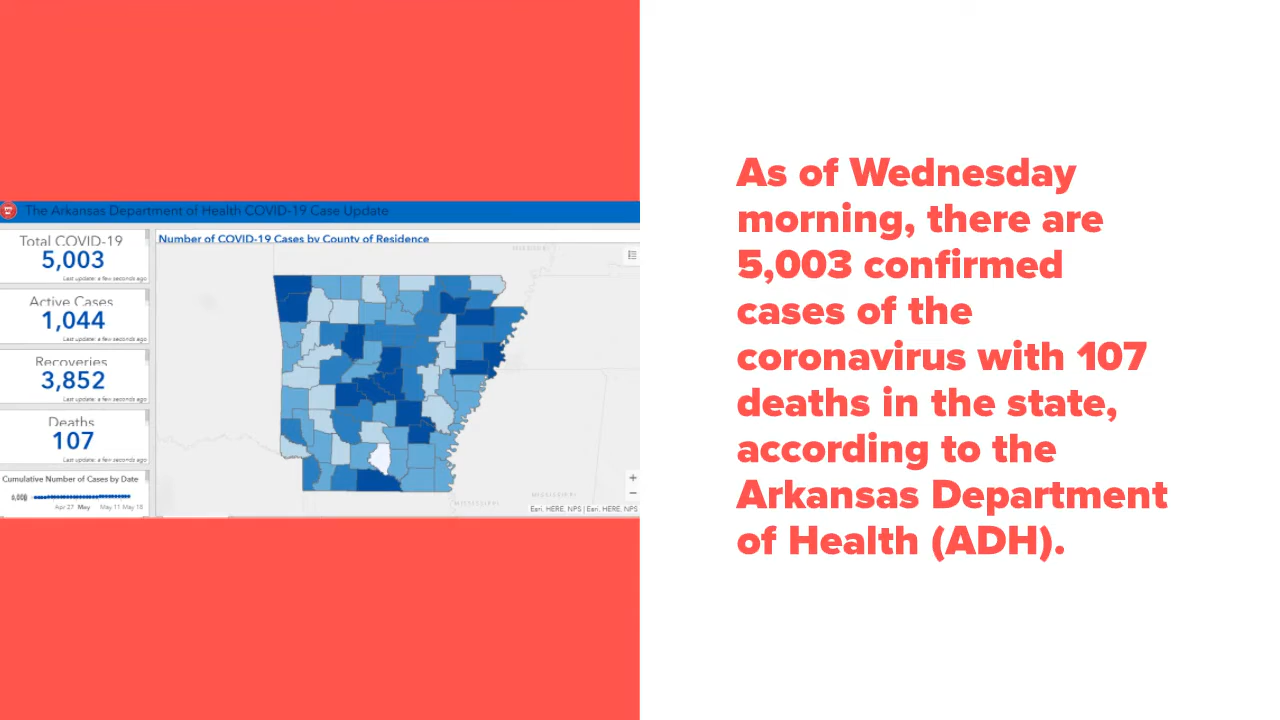 The Arkansas Department of Health COVID-19 Case Update
Total COVID-19
5,003
Last update: a few seconds ago
Active Cases
1,044
Last update: a few seconds ago
Recoveries
3,852
Last update: a few seconds ago
Deaths
107
Last update: a few seconds ago
Cumulative Number of Cases by Date
Apr 27 May May 11 May 18
Number of COVID-19 Cases by County of Residence
MISSOURI
MISSISSIPPI
MISSISSIPPI
+
−
Esri, HERE, NPS | Esri, HERE, NPS
As of Wednesday
morning, there are
5,003 confirmed
cases of the
coronavirus with 107
deaths in the state,
according to the
Arkansas Department
of Health (ADH).